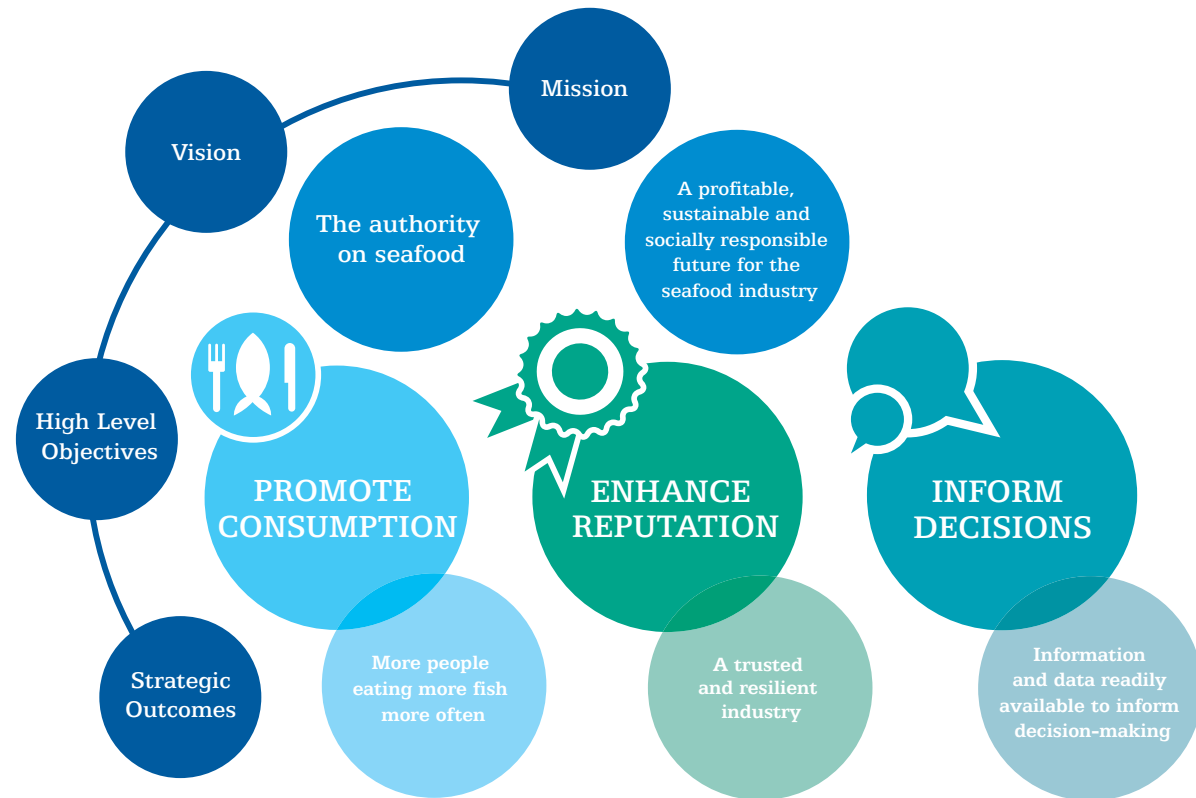 Mission
Vision
The authority
on seafood
A profitable,
sustainable and
socially responsible
future for the
seafood industry
High Level
Objectives
PROMOTE
CONSUMPTION
ENHANCE
REPUTATION
INFORM
DECISIONS
Strategic
Outcomes
More people
eating more fish
more often
A trusted
and resilient
industry
Information
and data readily
available to inform
decision-making